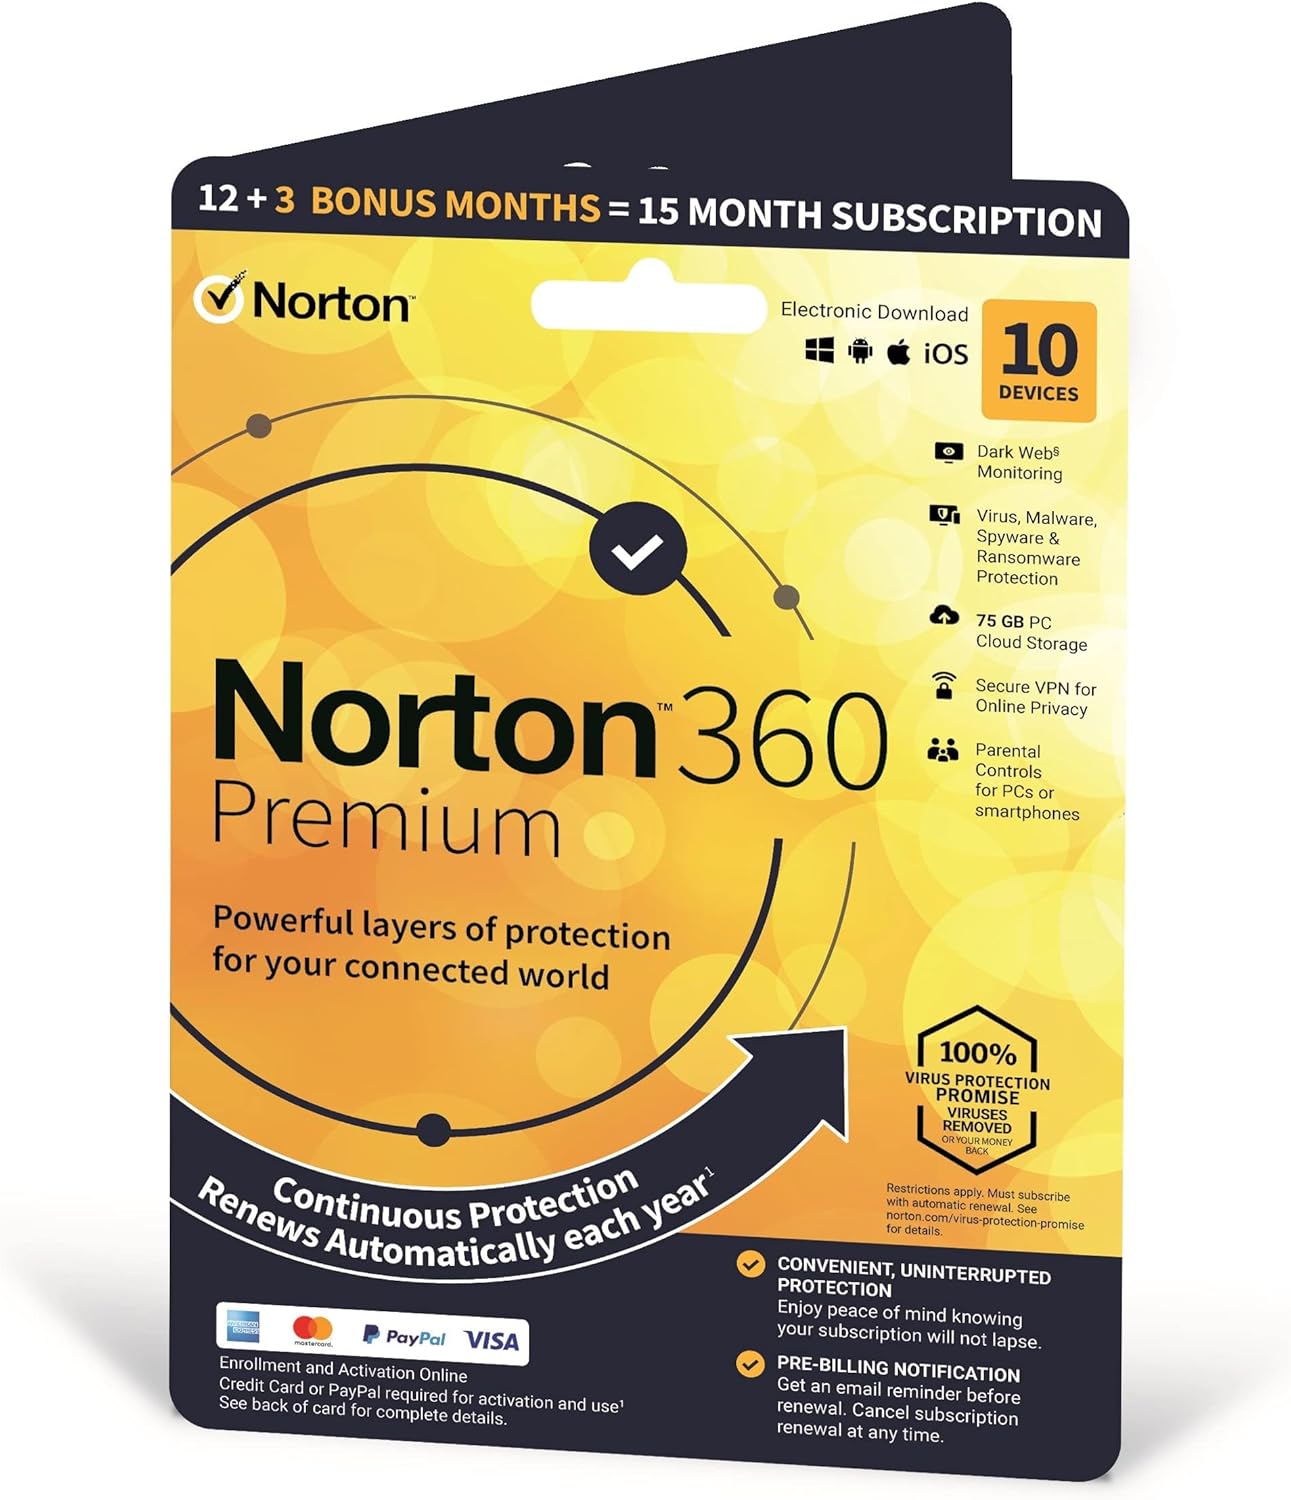 12 + 3 BONUS MONTHS = 15 MONTH SUBSCRIPTION
Norton™
Electronic Download
iOS
10
DEVICES
Dark Web§
Monitoring
Virus, Malware,
Spyware &
Ransomware
Protection
75 GB PC
Cloud Storage
Secure VPN for
Online Privacy
Parental
Controls
for PCs or
smartphones
Norton™ 360
Premium
Powerful layers of protection
for your connected world
100%
VIRUS PROTECTION
PROMISE
VIRUSES
REMOVED
OR YOUR MONEY
BACK
Restrictions apply. Must subscribe
with automatic renewal. See
norton.com/virus-protection-promise
for details.
Continuous Protection
Renews Automatically each year¹
AMERICAN
EXPRESS
mastercard.
PayPal
VISA
Enrollment and Activation Online
Credit Card or PayPal required for activation and use¹
See back of card for complete details.
CONVENIENT, UNINTERRUPTED
PROTECTION
Enjoy peace of mind knowing
your subscription will not lapse.
PRE-BILLING NOTIFICATION
Get an email reminder before
renewal. Cancel subscription
renewal at any time.